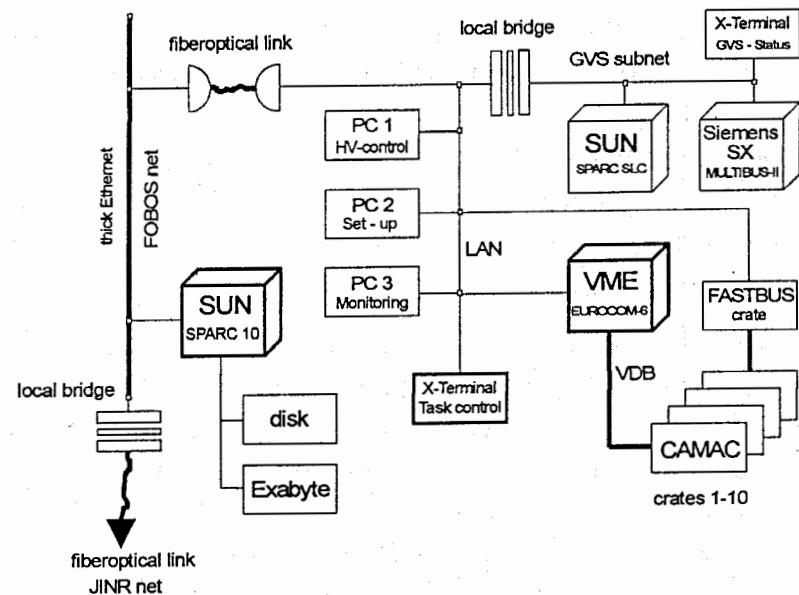 fiberoptical link
local bridge
GVS subnet
X-Terminal
GVS - Status
PC 1
HV-control
SUN
SPARC SLC
Siemens
SX
MULTIBUS-II
thick Ethernet
FOBOS net
PC 2
Set - up
LAN
PC 3
Monitoring
VME
EUROCOM-6
FASTBUS
crate
SUN
SPARC 10
X-Terminal
Task control
VDB
local bridge
disk
CAMAC
Exabyte
crates 1-10
fiberoptical link
JINR net